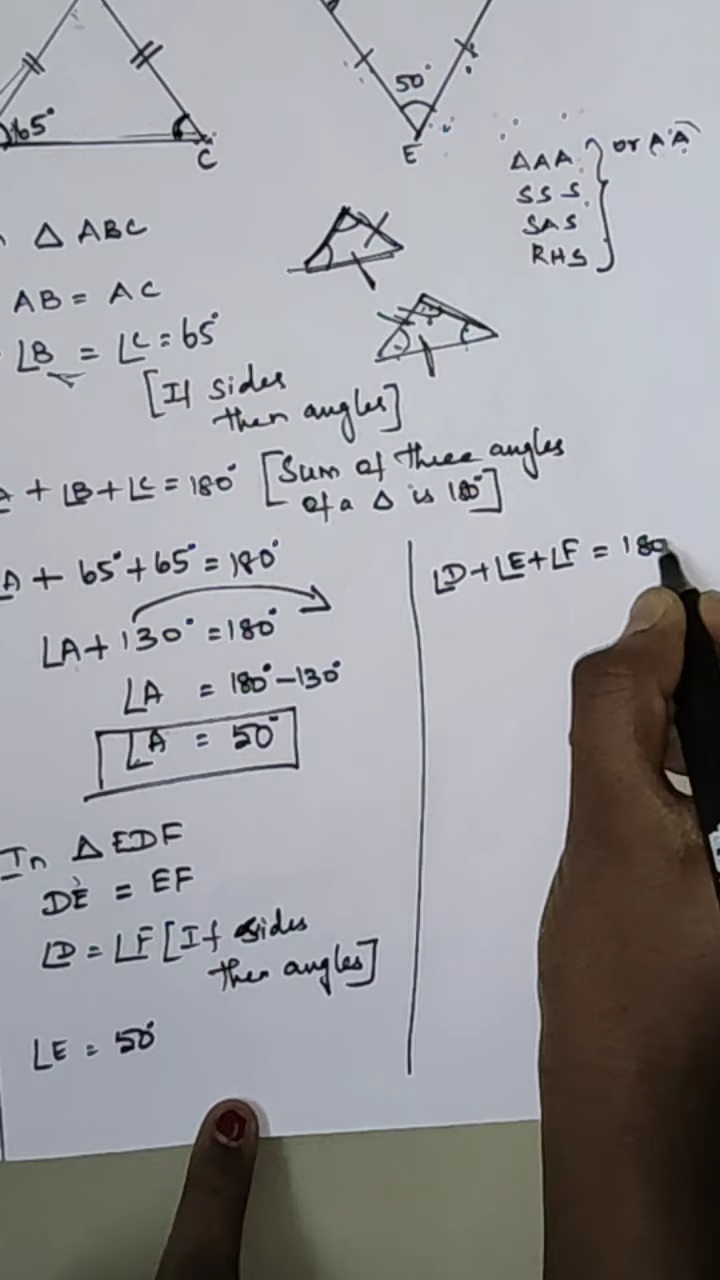 65°
C
50°
E
AAA
SSS
SAS
RHS
or AA
△ ABC
AB = AC
∠B = ∠C = 65°
[If sides
then angles]
+ ∠B + ∠C = 180° [Sum of three angles
of a △ is 180°]
A + 65° + 65° = 180°
∠A + 130° = 180°
∠A = 180° - 130°
∠A = 50°
In △ EDF
DE = EF
∠D = ∠F [If sides
then angles]
∠E = 50°
∠D + ∠E + ∠F = 180